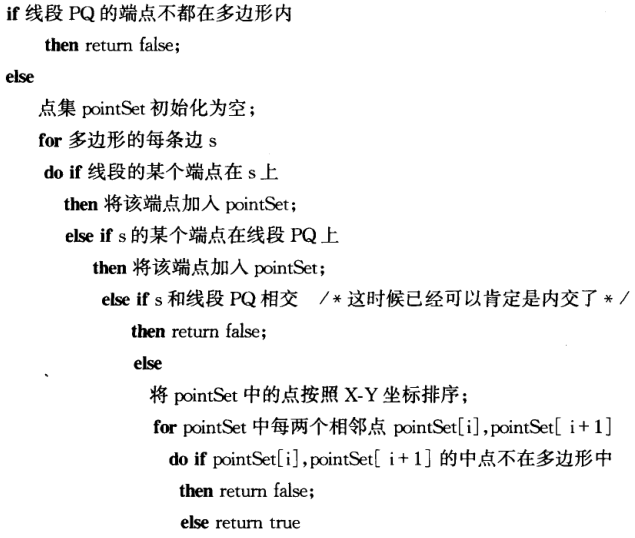 if 线段 PQ 的端点不都在多边形内
then return false;
else
点集 pointSet 初始化为空;
for 多边形的每条边 s
do if 线段的某个端点在 s 上
then 将该端点加入 pointSet;
else if s 的某个端点在线段 PQ 上
then 将该端点加入 pointSet;
else if s 和线段 PQ 相交 /* 这时候已经可以肯定是内交了 */
then return false;
else
将 pointSet 中的点按照 X-Y 坐标排序;
for pointSet 中每两个相邻点 pointSet[i],pointSet[ i+1]
do if pointSet[i],pointSet[ i+1] 的中点不在多边形中
then return false;
else return true